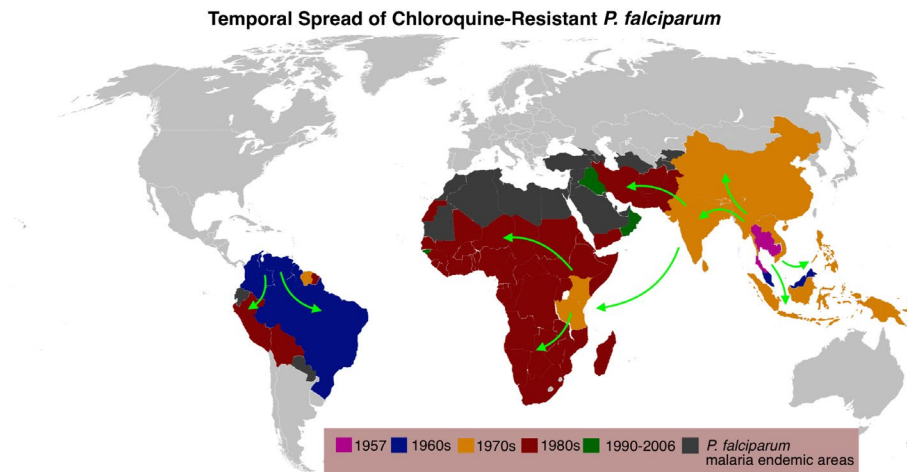 Temporal Spread of Chloroquine-Resistant P. falciparum
1957 1960s 1970s 1980s 1990-2006 P. falciparum
malaria endemic areas